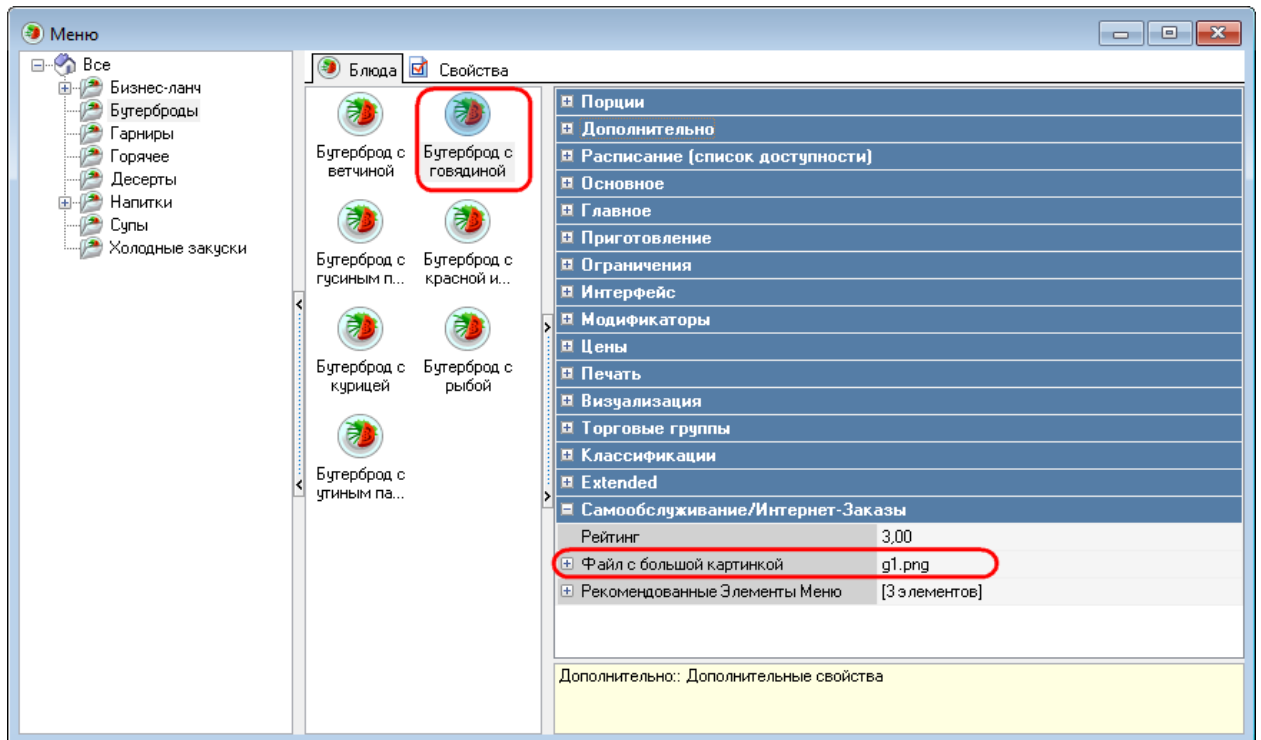 Меню
Все
Бизнес-ланч
Бутерброды
Гарниры
Горячее
Десерты
Напитки
Супы
Холодные закуски
Блюда
Свойства
Бутерброд с
ветчиной
Бутерброд с
говядиной
Бутерброд с
гусиным п...
Бутерброд с
красной и...
Бутерброд с
курицей
Бутерброд с
рыбой
Бутерброд с
утиным па...
Порции
Дополнительно
Расписание (список доступности)
Основное
Главное
Приготовление
Ограничения
Интерфейс
Модификаторы
Цены
Печать
Визуализация
Торговые группы
Классификации
Extended
Самообслуживание/Интернет-Заказы
Рейтинг 3,00
Файл с большой картинкой g1.png
Рекомендованные Элементы Меню [3 элементов]
Дополнительно:: Дополнительные свойства